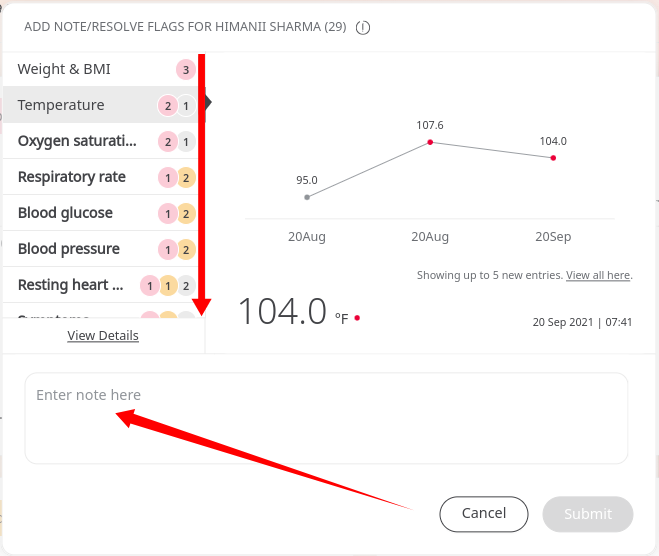 ADD NOTE/RESOLVE FLAGS FOR HIMANII SHARMA (29) i
Weight & BMI 3
Temperature 2 1
Oxygen saturati... 2 1
Respiratory rate 1 2
Blood glucose 1 2
Blood pressure 1 2
Resting heart ... 1 1 2
View Details
107.6
104.0
95.0
20Aug 20Aug 20Sep
Showing up to 5 new entries. View all here.
104.0 °F
20 Sep 2021 | 07:41
Enter note here
Cancel Submit